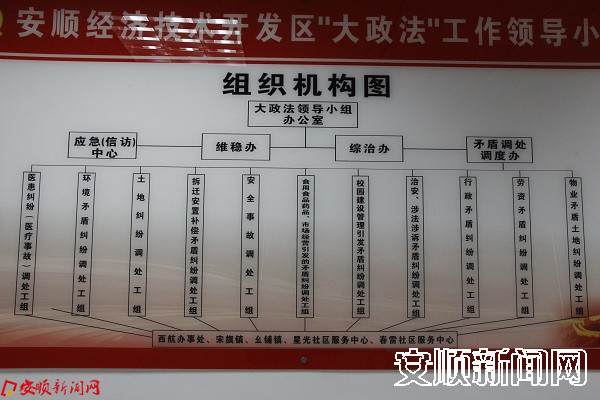 安顺经济技术开发区"大政法"工作领导小
组织机构图
大政法领导小组
办公室
应急(信访)
中心
维稳办
综治办
矛盾调处
调度办
医患纠纷（医疗事故）调处工组
环境矛盾纠纷调处工组
土地纠纷调处工组
拆迁安置补偿矛盾纠纷调处工组
安全事故调处工组
食用食品药品、市场经营引发的矛盾纠纷调处工组
校园建设管理引发矛盾纠纷调处工组
治安、涉法涉诉矛盾纠纷调处工组
行政矛盾纠纷调处工组
劳资矛盾纠纷调处工组
物业矛盾土地纠纷调处工组
西航办事处、宋旗镇、幺铺镇、星光社区服务中心、春雷社区服务中心
安顺新闻网
安顺新闻网